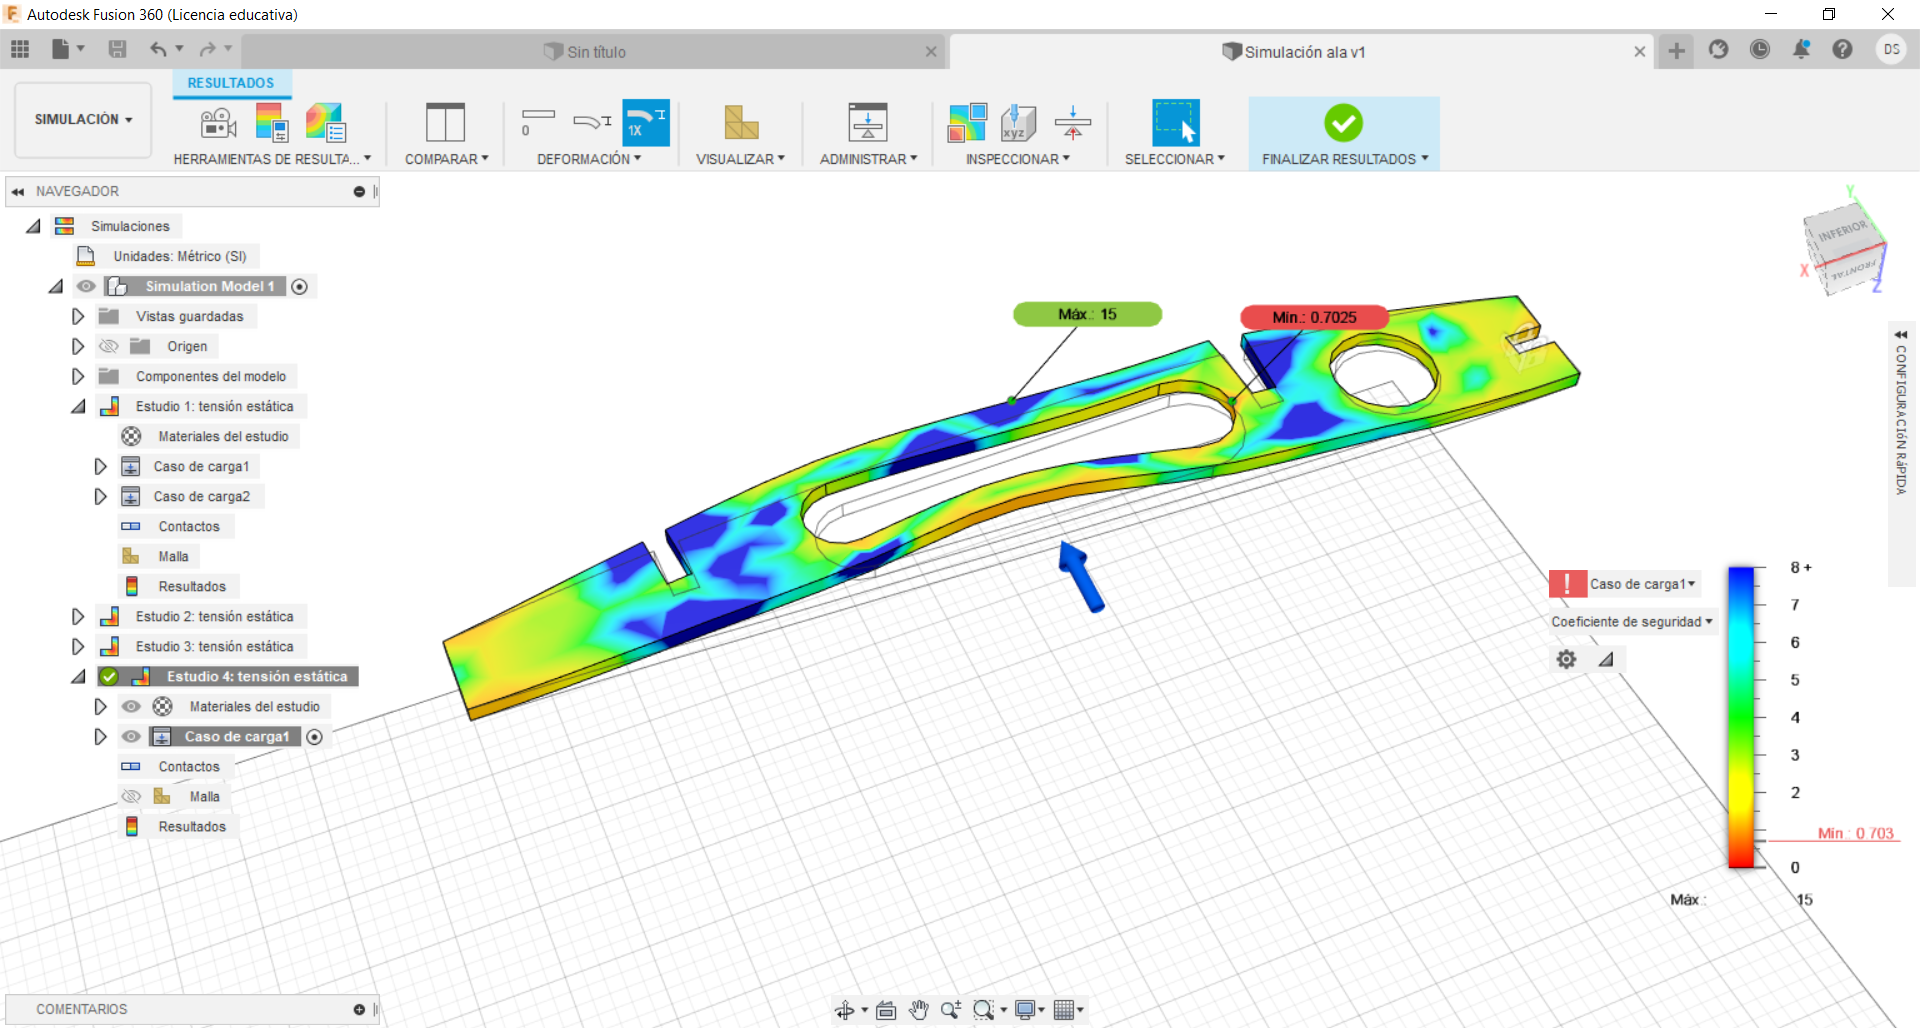 Autodesk Fusion 360 (Licencia educativa)
Sin título
Simulación ala v1
DS
RESULTADOS
SIMULACIÓN
HERRAMIENTAS DE RESULTA...
COMPARAR
0
1X
DEFORMACIÓN
VISUALIZAR
ADMINISTRAR
xyz
INSPECCIONAR
SELECCIONAR
FINALIZAR RESULTADOS
NAVEGADOR
Simulaciones
Unidades: Métrico (SI)
Simulation Model 1
Vistas guardadas
Origen
Componentes del modelo
Estudio 1: tensión estática
Materiales del estudio
Caso de carga1
Caso de carga2
Contactos
Malla
Resultados
Estudio 2: tensión estática
Estudio 3: tensión estática
Estudio 4: tensión estática
Materiales del estudio
Caso de carga1
Contactos
Malla
Resultados
Máx.: 15
Mín.: 0.7025
Y
INFERIOR
X
FRONTAL
Z
CONFIGURACIÓN RÁPIDA
Caso de carga1
Coeficiente de seguridad
8 +
7
6
5
4
3
2
Mín.: 0.703
0
Máx.: 15
COMENTARIOS